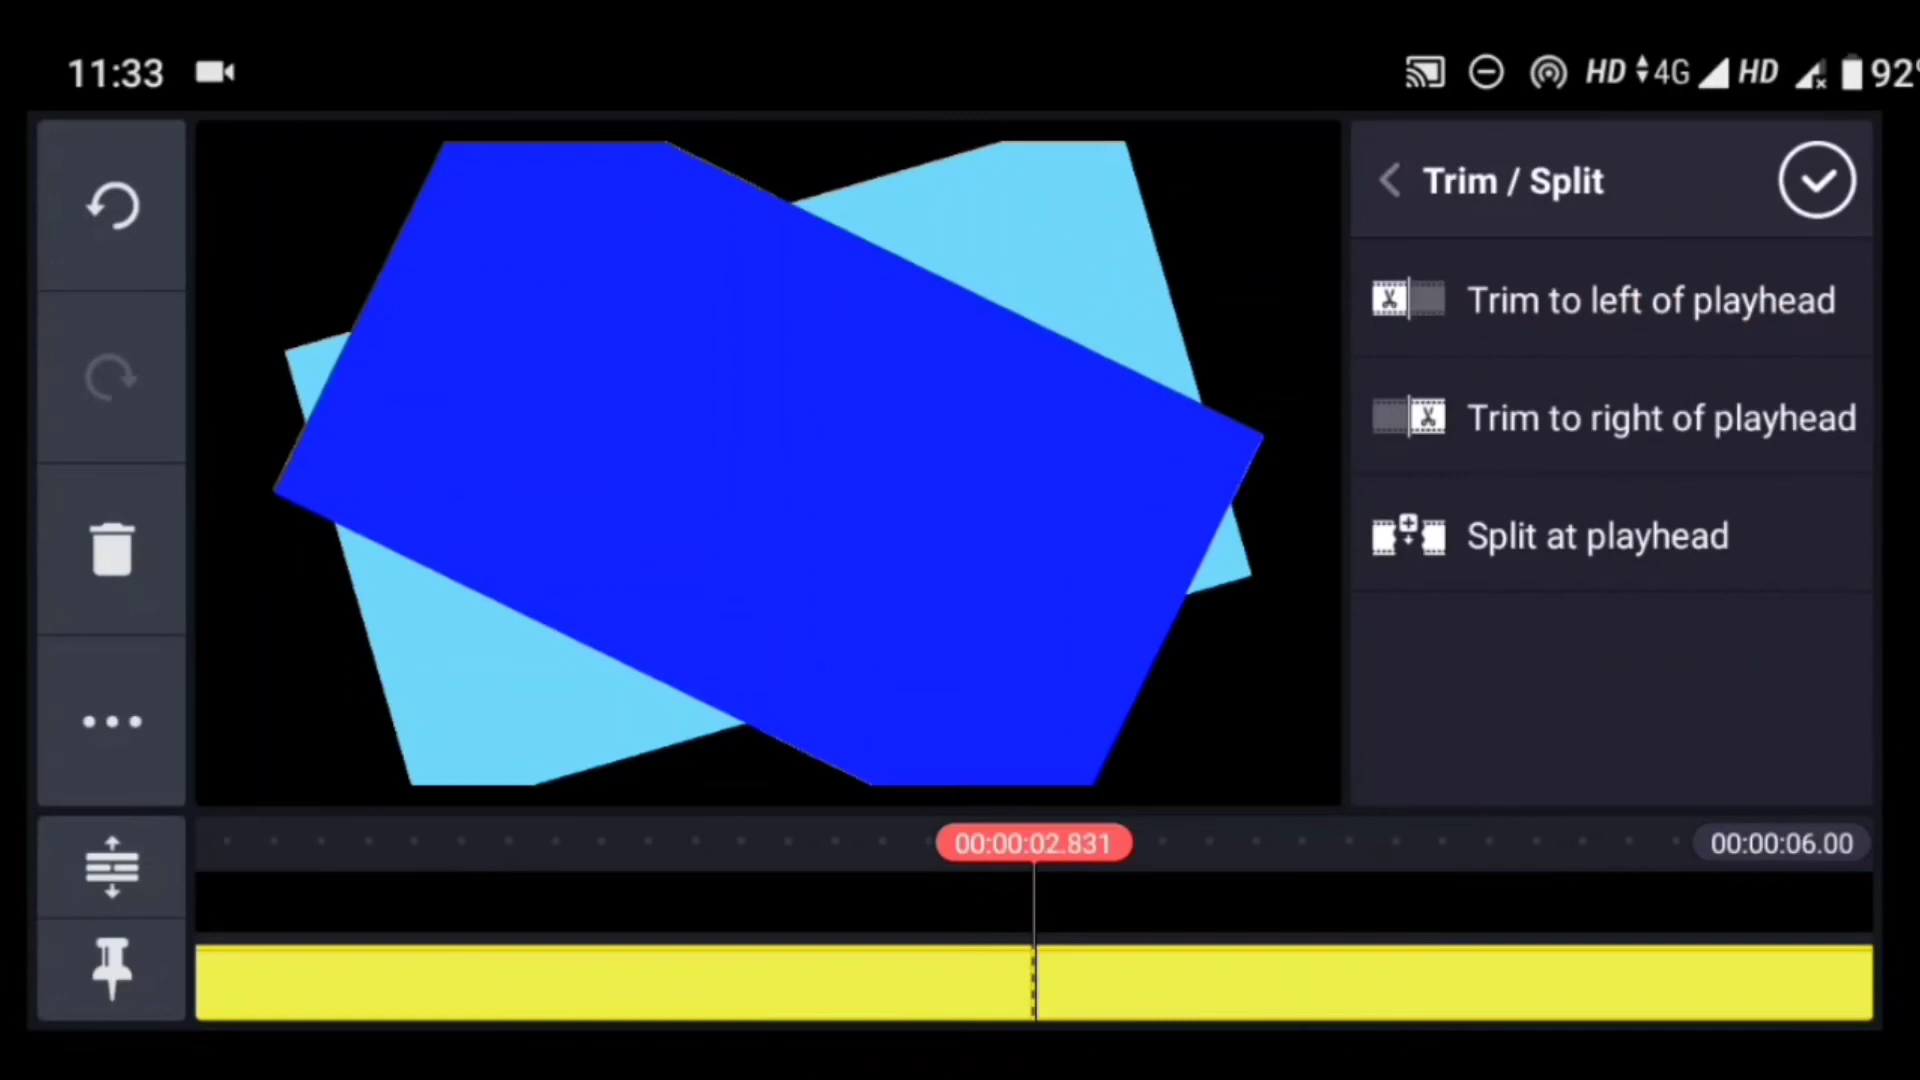 11:33
HD 4G HD 92
Trim / Split
Trim to left of playhead
Trim to right of playhead
Split at playhead
00:00:02.831
00:00:06.00